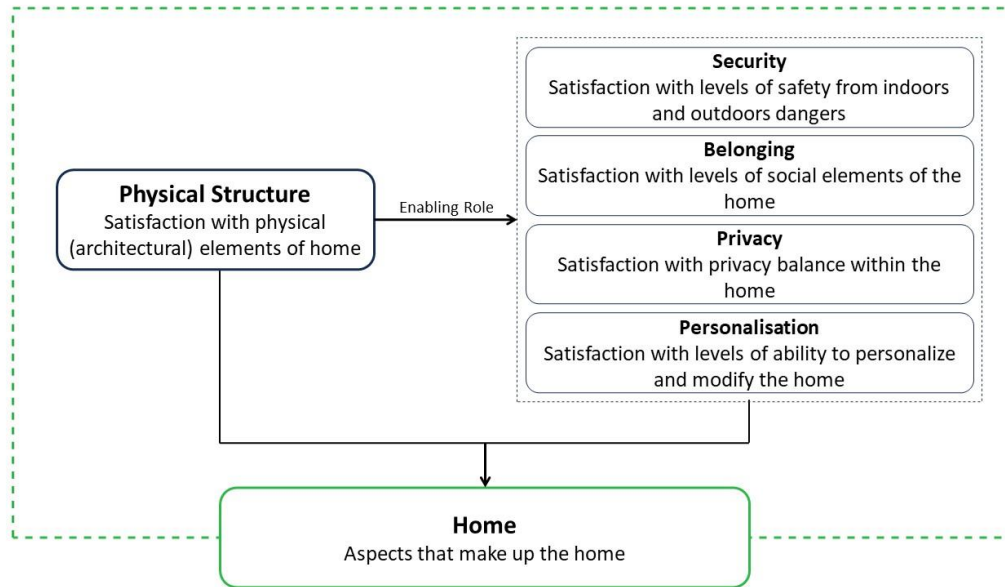 Security
Satisfaction with levels of safety from indoors
and outdoors dangers
Belonging
Satisfaction with levels of social elements of the
home
Physical Structure
Satisfaction with physical
(architectural) elements of home
Enabling Role
Privacy
Satisfaction with privacy balance within the
home
Personalisation
Satisfaction with levels of ability to personalize
and modify the home
Home
Aspects that make up the home